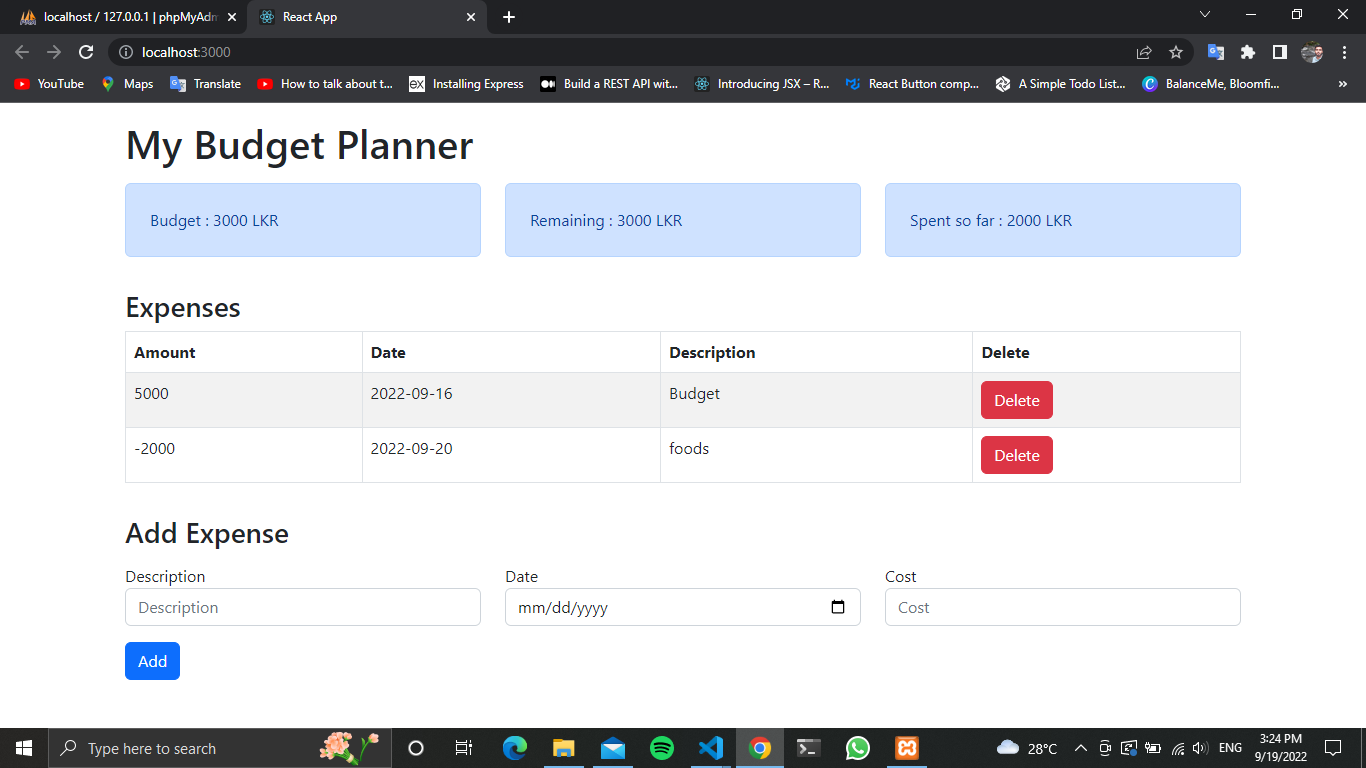 localhost / 127.0.0.1 | phpMyAdm
React App
localhost:3000
YouTube
Maps
Translate
How to talk about t...
ex
Installing Express
Build a REST API wit...
Introducing JSX – R...
React Button comp...
A Simple Todo List...
BalanceMe, Bloomfi...
»
My Budget Planner
Budget : 3000 LKR
Remaining : 3000 LKR
Spent so far : 2000 LKR
Expenses
Amount Date Description Delete
5000 2022-09-16 Budget Delete
-2000 2022-09-20 foods Delete
Add Expense
Description Date Cost
Description mm/dd/yyyy Cost
Add
Type here to search
28°C
ENG
3:24 PM
9/19/2022